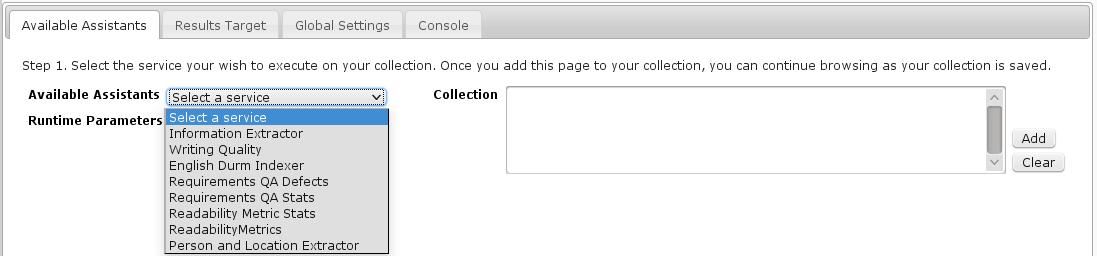 Available Assistants Results Target Global Settings Console
Step 1. Select the service your wish to execute on your collection. Once you add this page to your collection, you can continue browsing as your collection is saved.
Available Assistants Select a service Collection
Runtime Parameters
Select a service
Information Extractor
Writing Quality
English Durm Indexer
Requirements QA Defects
Requirements QA Stats
Readability Metric Stats
ReadabilityMetrics
Person and Location Extractor
Add
Clear